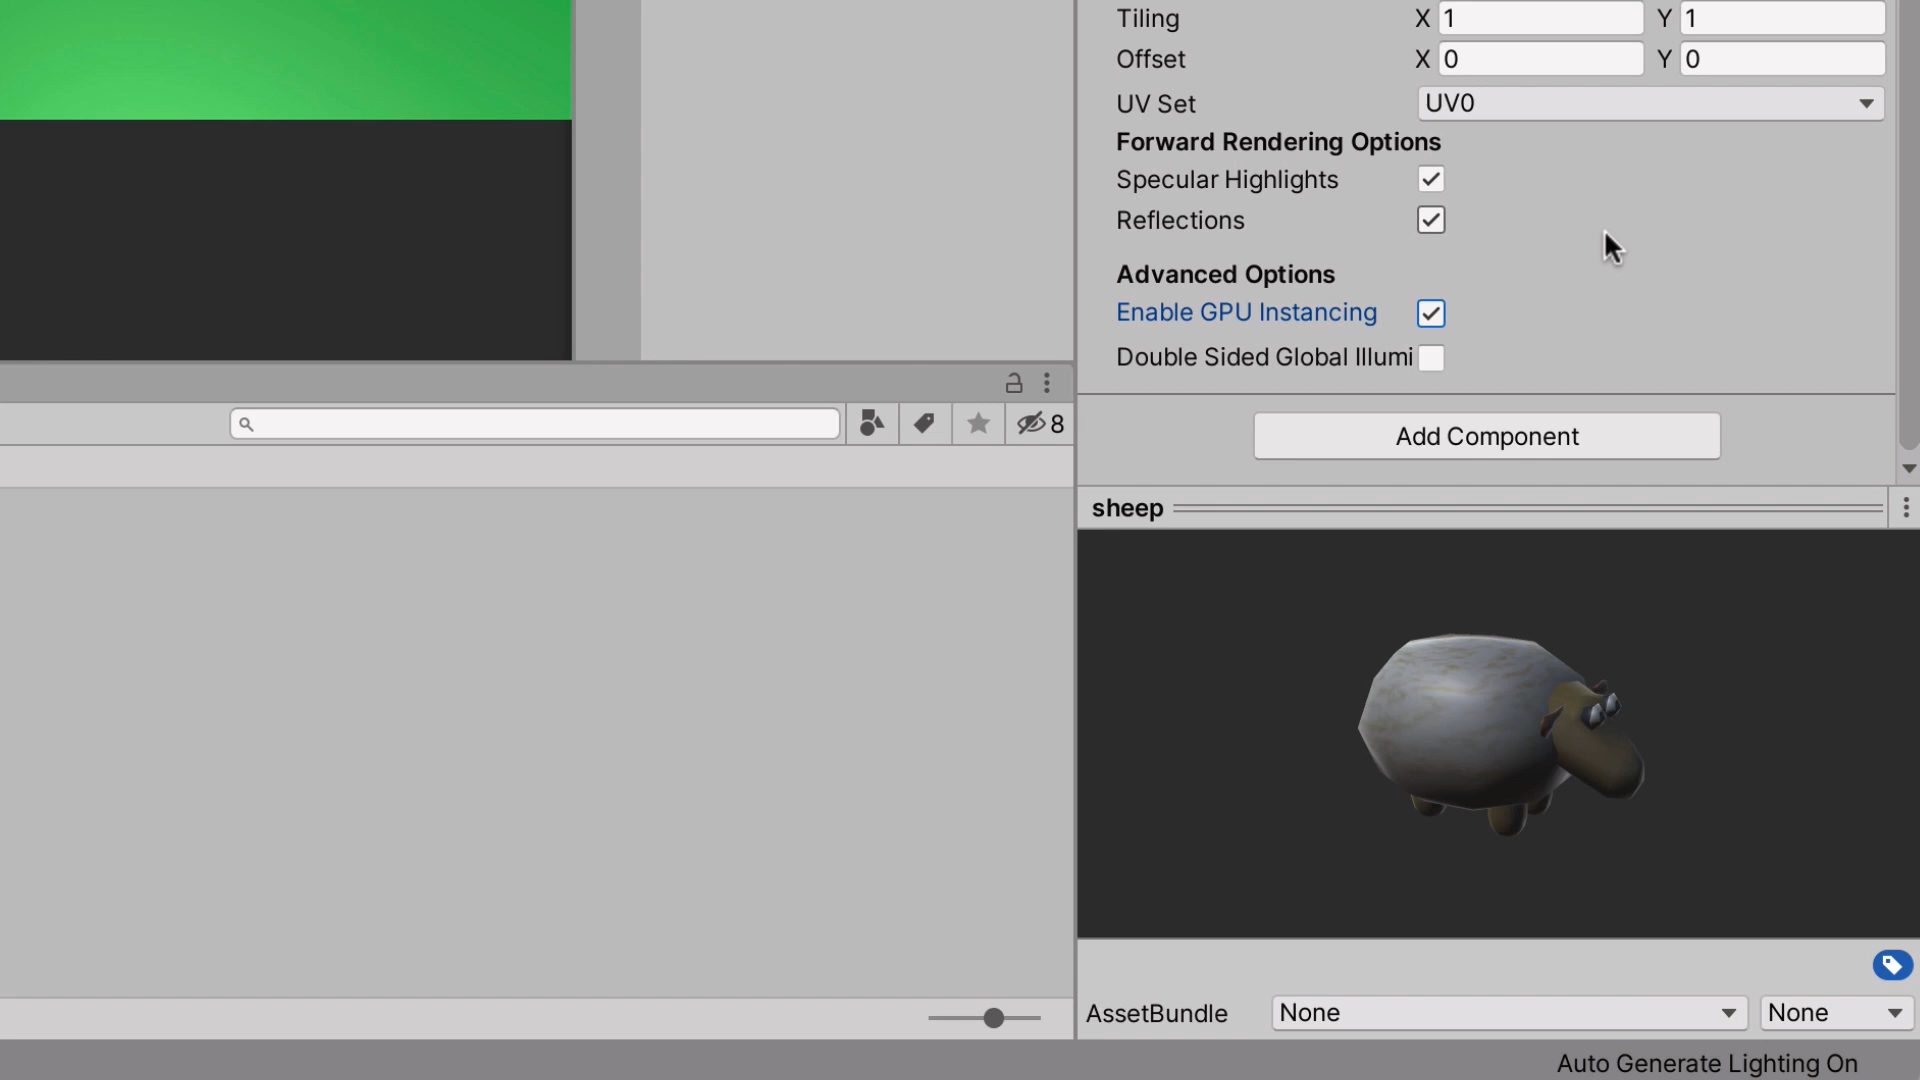 Tiling X 1 Y 1
Offset X 0 Y 0
UV Set UV0
Forward Rendering Options
Specular Highlights
Reflections
Advanced Options
Enable GPU Instancing
Double Sided Global Illumi
8
Add Component
sheep
AssetBundle None None
Auto Generate Lighting On